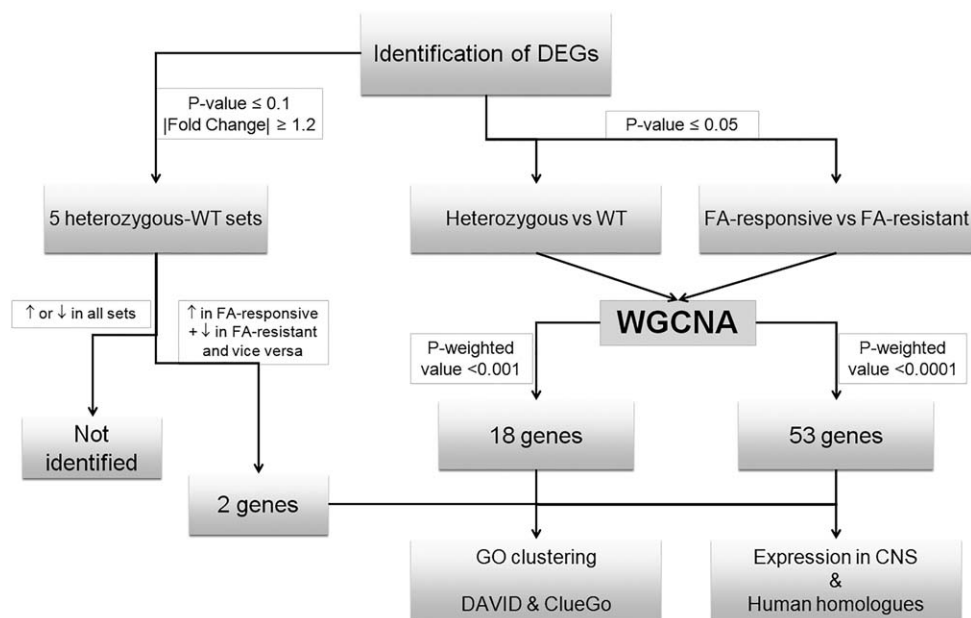 Identification of DEGs
P-value ≤ 0.1
|Fold Change| ≥ 1.2
P-value ≤ 0.05
5 heterozygous-WT sets
Heterozygous vs WT
FA-responsive vs FA-resistant
↑ or ↓ in all sets
↑ in FA-responsive
+ ↓ in FA-resistant
and vice versa
WGCNA
P-weighted
value <0.001
P-weighted
value <0.0001
Not
identified
18 genes
53 genes
2 genes
GO clustering
DAVID & ClueGo
Expression in CNS
&
Human homologues